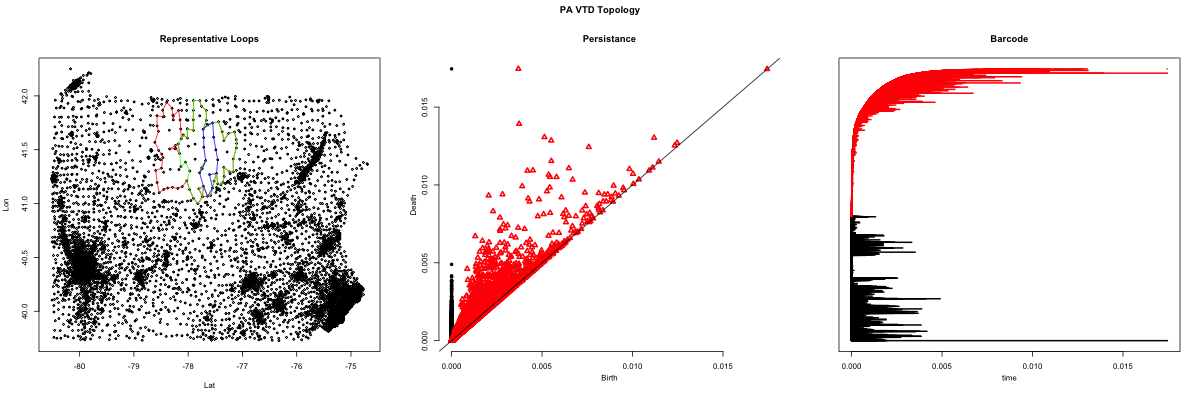 PA VTD Topology
Representative Loops
Lon
42.0
41.5
41.0
40.5
40.0
-80
-79
-78
-77
-76
-75
Lat
Persistance
Death
0.015
0.010
0.005
0.000
0.000
0.005
0.010
0.015
Birth
Barcode
0.000
0.005
0.010
0.015
time